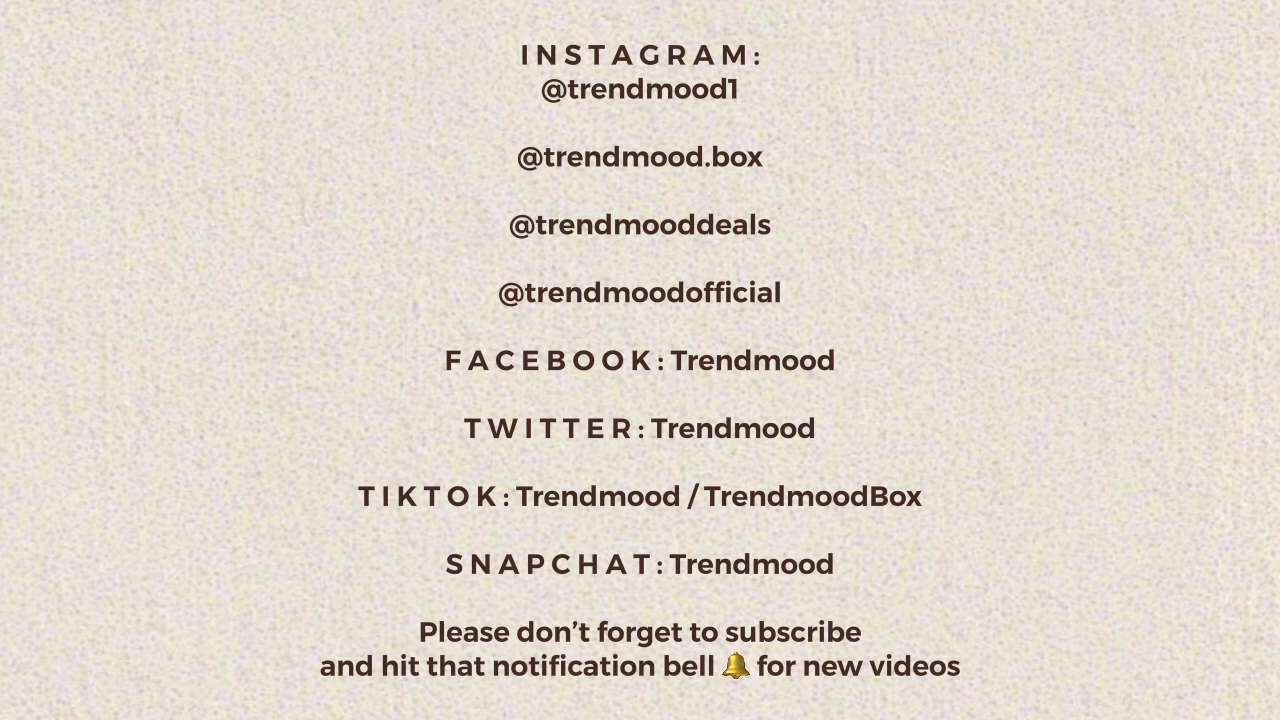 INSTAGRAM:
@trendmood1
@trendmood.box
@trendmooddeals
@trendmoodofficial
FACEBOOK: Trendmood
TWITTER: Trendmood
TIKTOK: Trendmood / TrendmoodBox
SNAPCHAT: Trendmood
Please don’t forget to subscribe
and hit that notification bell 🔔 for new videos